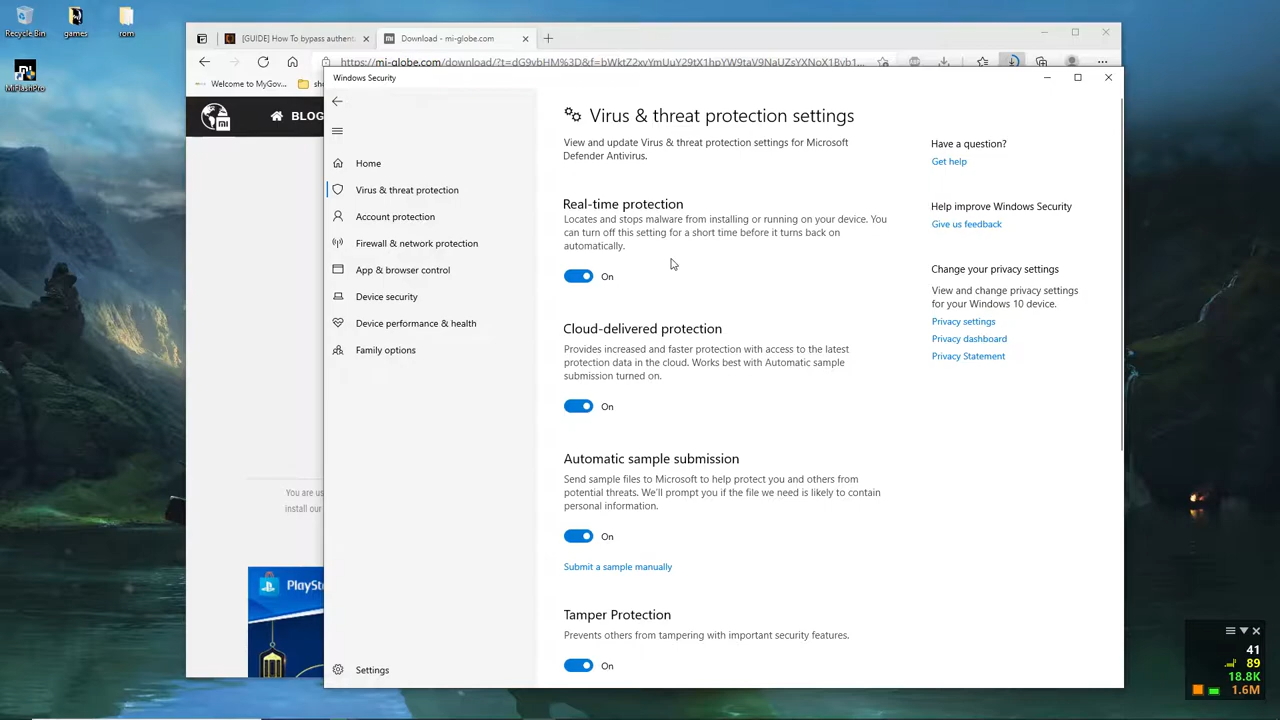 Recycle Bin
games
rom
MiFlashPro
[GUIDE] How To bypass authenti
Download - mi-globe.com
Welcome to MyGov...
BLOG
You are us
install our
PlaySt
Windows Security
Home
Virus & threat protection
Account protection
Firewall & network protection
App & browser control
Device security
Device performance & health
Family options
Settings
Virus & threat protection settings
View and update Virus & threat protection settings for Microsoft
Defender Antivirus.
Real-time protection
Locates and stops malware from installing or running on your device. You
can turn off this setting for a short time before it turns back on
automatically.
On
Cloud-delivered protection
Provides increased and faster protection with access to the latest
protection data in the cloud. Works best with Automatic sample
submission turned on.
On
Automatic sample submission
Send sample files to Microsoft to help protect you and others from
potential threats. We'll prompt you if the file we need is likely to contain
personal information.
On
Submit a sample manually
Tamper Protection
Prevents others from tampering with important security features.
On
Have a question?
Get help
Help improve Windows Security
Give us feedback
Change your privacy settings
View and change privacy settings
for your Windows 10 device.
Privacy settings
Privacy dashboard
Privacy Statement
41
89
18.8K
1.6M